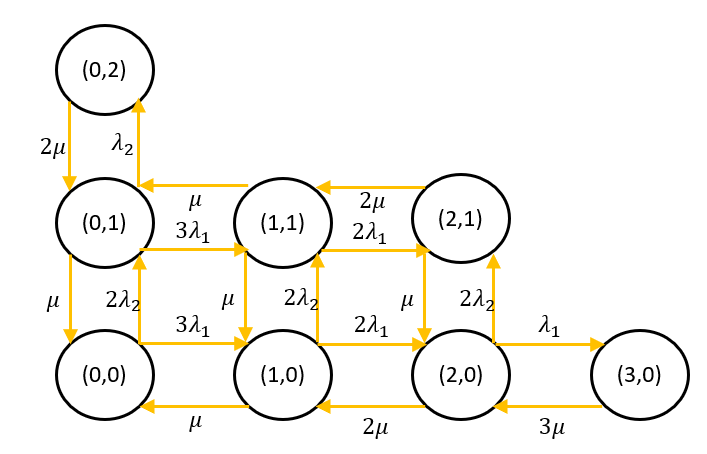 (0,2)
2μ λ₂
μ 2μ
(0,1) (1,1) (2,1)
3λ₁ 2λ₁
μ 2λ₂ μ 2λ₂ μ 2λ₂
3λ₁ 2λ₁ λ₁
(0,0) (1,0) (2,0) (3,0)
μ 2μ 3μ